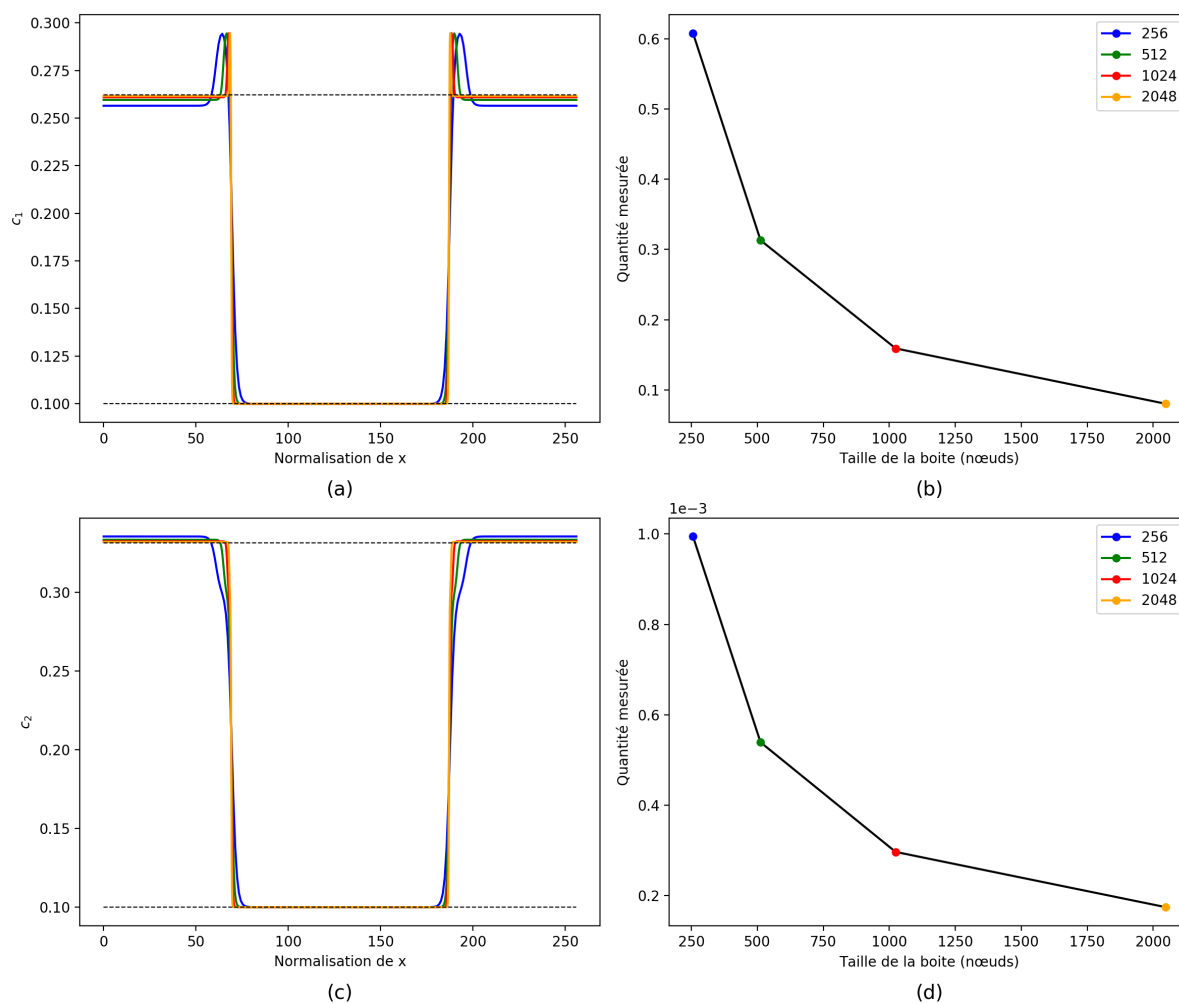 0.300
0.275
0.250
0.225
0.200
0.175
0.150
0.125
0.100
c₁
0 50 100 150 200 250
Normalisation de x
(a)
0.6
0.5
0.4
0.3
0.2
0.1
Quantité mesurée
256
512
1024
2048
250 500 750 1000 1250 1500 1750 2000
Taille de la boite (nœuds)
(b)
0.30
0.25
0.20
0.15
0.10
c₂
0 50 100 150 200 250
Normalisation de x
(c)
1e−3
1.0
0.8
0.6
0.4
0.2
Quantité mesurée
256
512
1024
2048
250 500 750 1000 1250 1500 1750 2000
Taille de la boite (nœuds)
(d)